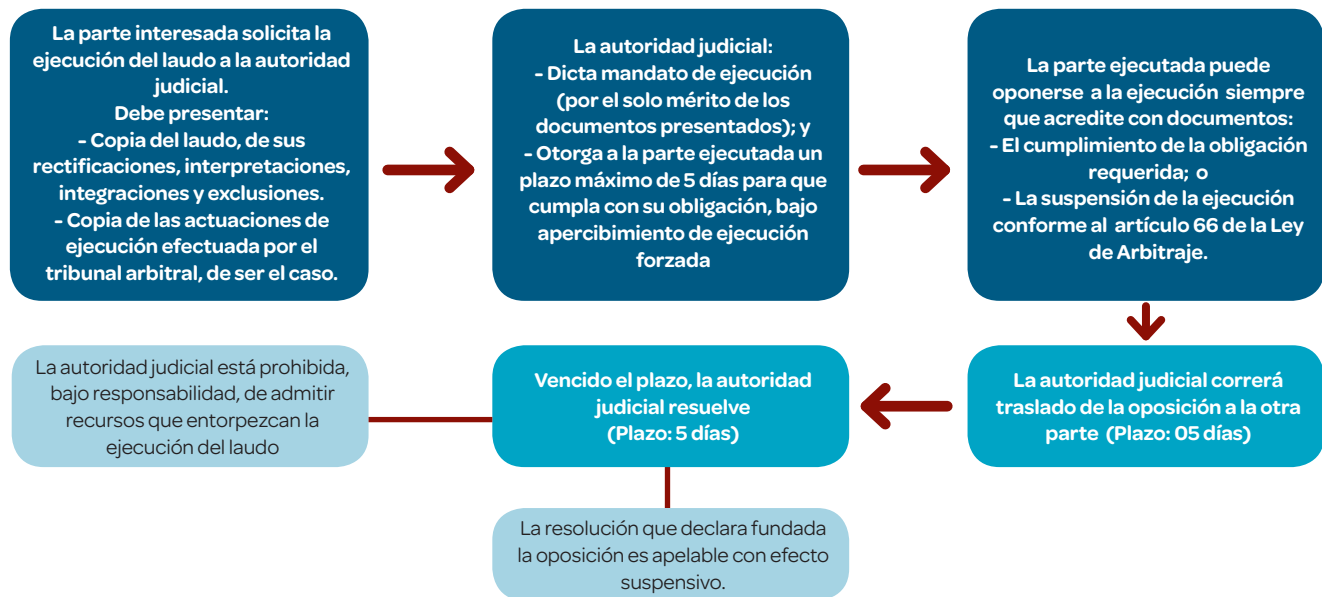 La parte interesada solicita la
ejecución del laudo a la autoridad
judicial.
Debe presentar:
- Copia del laudo, de sus
rectificaciones, interpretaciones,
integraciones y exclusiones.
- Copia de las actuaciones de
ejecución efectuada por el
tribunal arbitral, de ser el caso.
La autoridad judicial:
- Dicta mandato de ejecución
(por el solo mérito de los
documentos presentados); y
- Otorga a la parte ejecutada un
plazo máximo de 5 días para que
cumpla con su obligación, bajo
apercibimiento de ejecución
forzada
La parte ejecutada puede
oponerse a la ejecución siempre
que acredite con documentos:
- El cumplimiento de la obligación
requerida; o
- La suspensión de la ejecución
conforme al artículo 66 de la Ley
de Arbitraje.
La autoridad judicial correrá
traslado de la oposición a la otra
parte (Plazo: 05 días)
Vencido el plazo, la autoridad
judicial resuelve
(Plazo: 5 días)
La autoridad judicial está prohibida,
bajo responsabilidad, de admitir
recursos que entorpezcan la
ejecución del laudo
La resolución que declara fundada
la oposición es apelable con efecto
suspensivo.